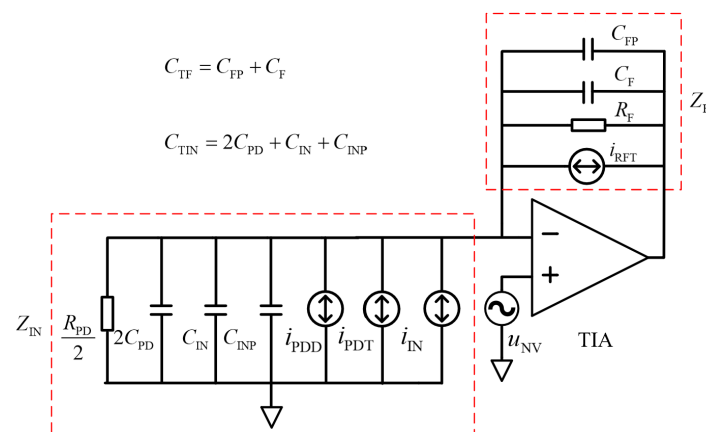 C_FP
C_TF = C_FP + C_F
C_F
R_F
C_TIN = 2C_PD + C_IN + C_INP
i_RFT
−
+
Z_IN
R_PD
2
2C_PD
C_IN
C_INP
i_PDD
i_PDT
i_IN
u_NV
TIA